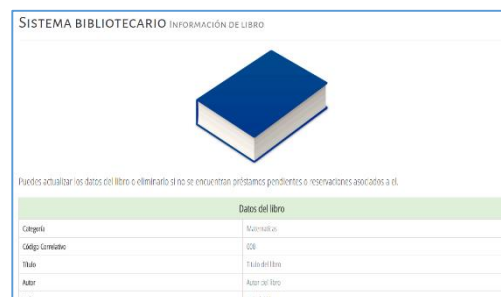 SISTEMA BIBLIOTECARIO INFORMACIÓN DE LIBRO
Puedes actualizar los datos del libro o eliminarlo si no se encuentran préstamos pendientes o reservaciones asociados a el.
Datos del libro
Categoría Matemáticas
Código Correlativo
Título Título del libro
Autor Autor del libro